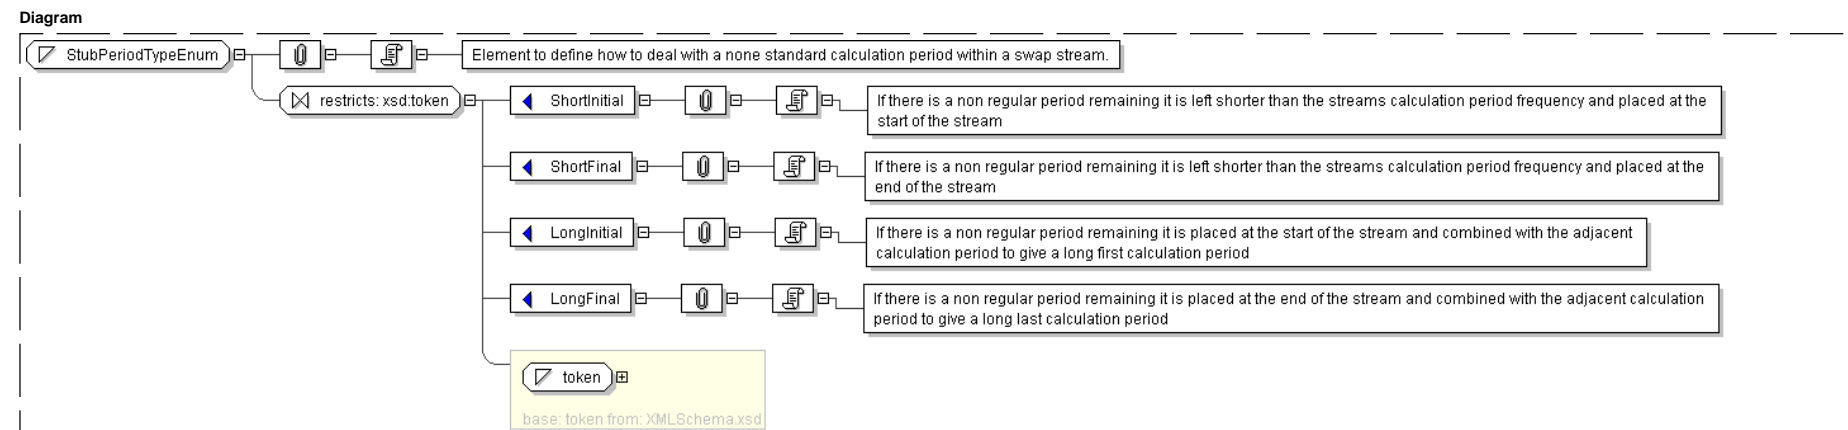 Diagram
StubPeriodTypeEnum
Element to define how to deal with a none standard calculation period within a swap stream.
restricts: xsd:token
ShortInitial
If there is a non regular period remaining it is left shorter than the streams calculation period frequency and placed at the
start of the stream
ShortFinal
If there is a non regular period remaining it is left shorter than the streams calculation period frequency and placed at the
end of the stream
LongInitial
If there is a non regular period remaining it is placed at the start of the stream and combined with the adjacent
calculation period to give a long first calculation period
LongFinal
If there is a non regular period remaining it is placed at the end of the stream and combined with the adjacent calculation
period to give a long last calculation period
token
base: token from: XMLSchema.xsd